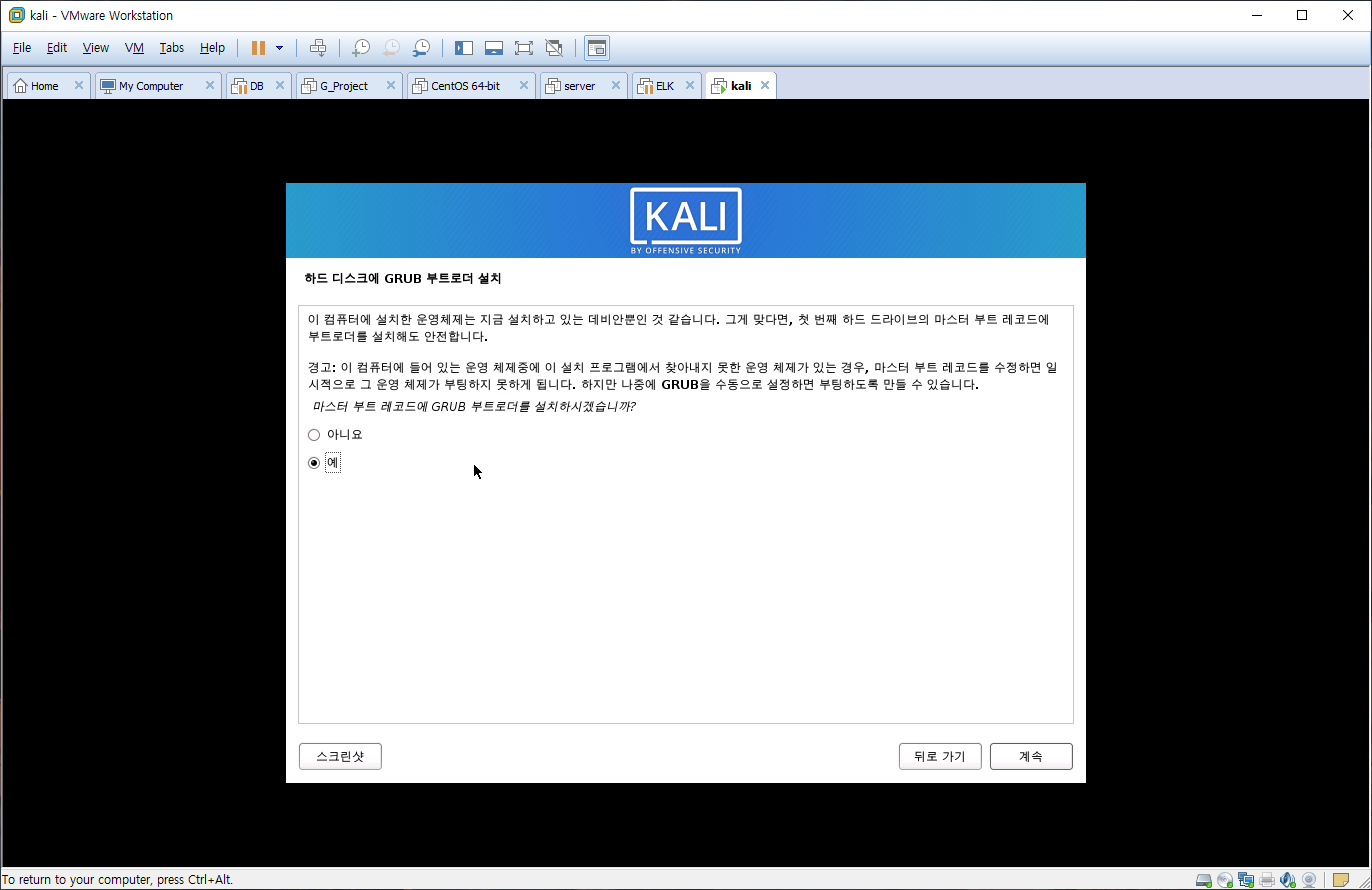 kali - VMware Workstation
File Edit View VM Tabs Help
Home My Computer DB G_Project CentOS 64-bit server ELK kali
KALI
BY OFFENSIVE SECURITY
하드 디스크에 GRUB 부트로더 설치
이 컴퓨터에 설치한 운영체제는 지금 설치하고 있는 데비안뿐인 것 같습니다. 그게 맞다면, 첫 번째 하드 드라이브의 마스터 부트 레코드에
부트로더를 설치해도 안전합니다.
경고: 이 컴퓨터에 들어 있는 운영 체제중에 이 설치 프로그램에서 찾아내지 못한 운영 체제가 있는 경우, 마스터 부트 레코드를 수정하면 일
시적으로 그 운영 체제가 부팅하지 못하게 됩니다. 하지만 나중에 GRUB을 수동으로 설정하면 부팅하도록 만들 수 있습니다.
마스터 부트 레코드에 GRUB 부트로더를 설치하시겠습니까?
아니요
예
스크린샷 뒤로 가기 계속
To return to your computer, press Ctrl+Alt.